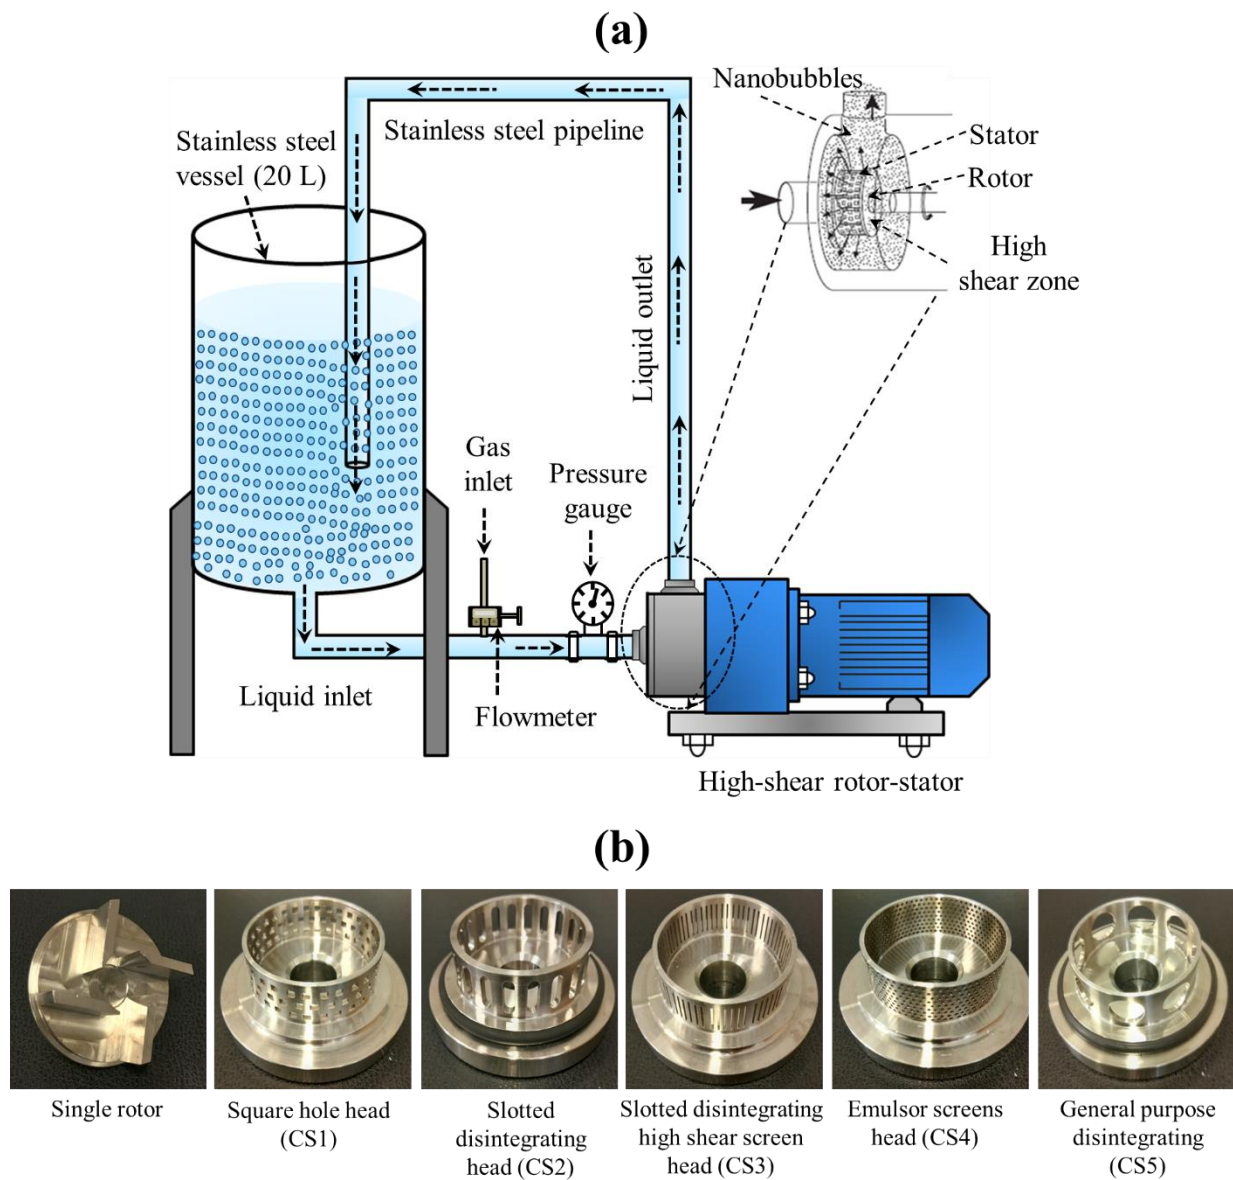 (a)
Nanobubbles
Stator
Rotor
High
shear zone
Stainless steel
vessel (20 L)
Stainless steel pipeline
Liquid outlet
Gas
inlet
Pressure
gauge
Liquid inlet
Flowmeter
High-shear rotor-stator
(b)
Single rotor
Square hole head
(CS1)
Slotted
disintegrating
head (CS2)
Slotted disintegrating
high shear screen
head (CS3)
Emulsor screens
head (CS4)
General purpose
disintegrating
(CS5)